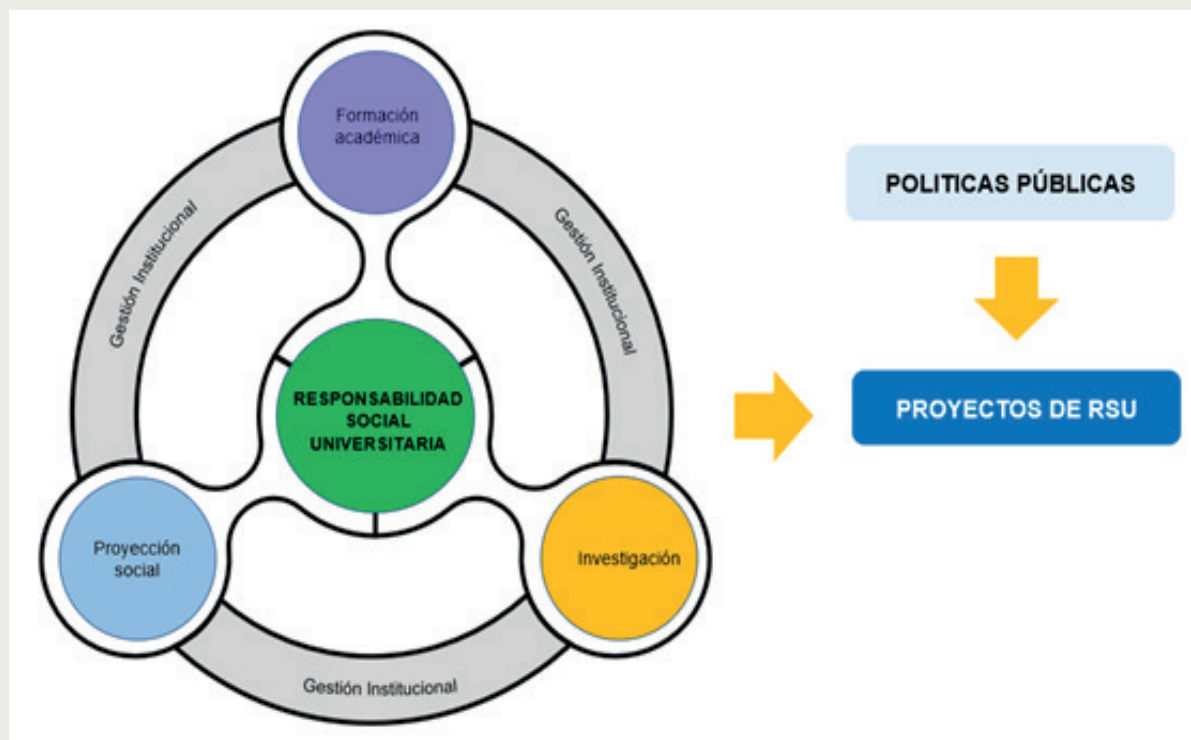 Formación
académica
Gestión Institucional
Gestión Institucional
RESPONSABILIDAD
SOCIAL
UNIVERSITARIA
Proyección
social
Investigación
Gestión Institucional
POLITICAS PÚBLICAS
PROYECTOS DE RSU